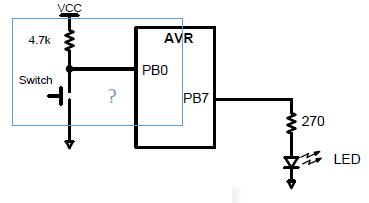 VCC
4.7k
AVR
PB0
Switch
?
PB7
270
LED